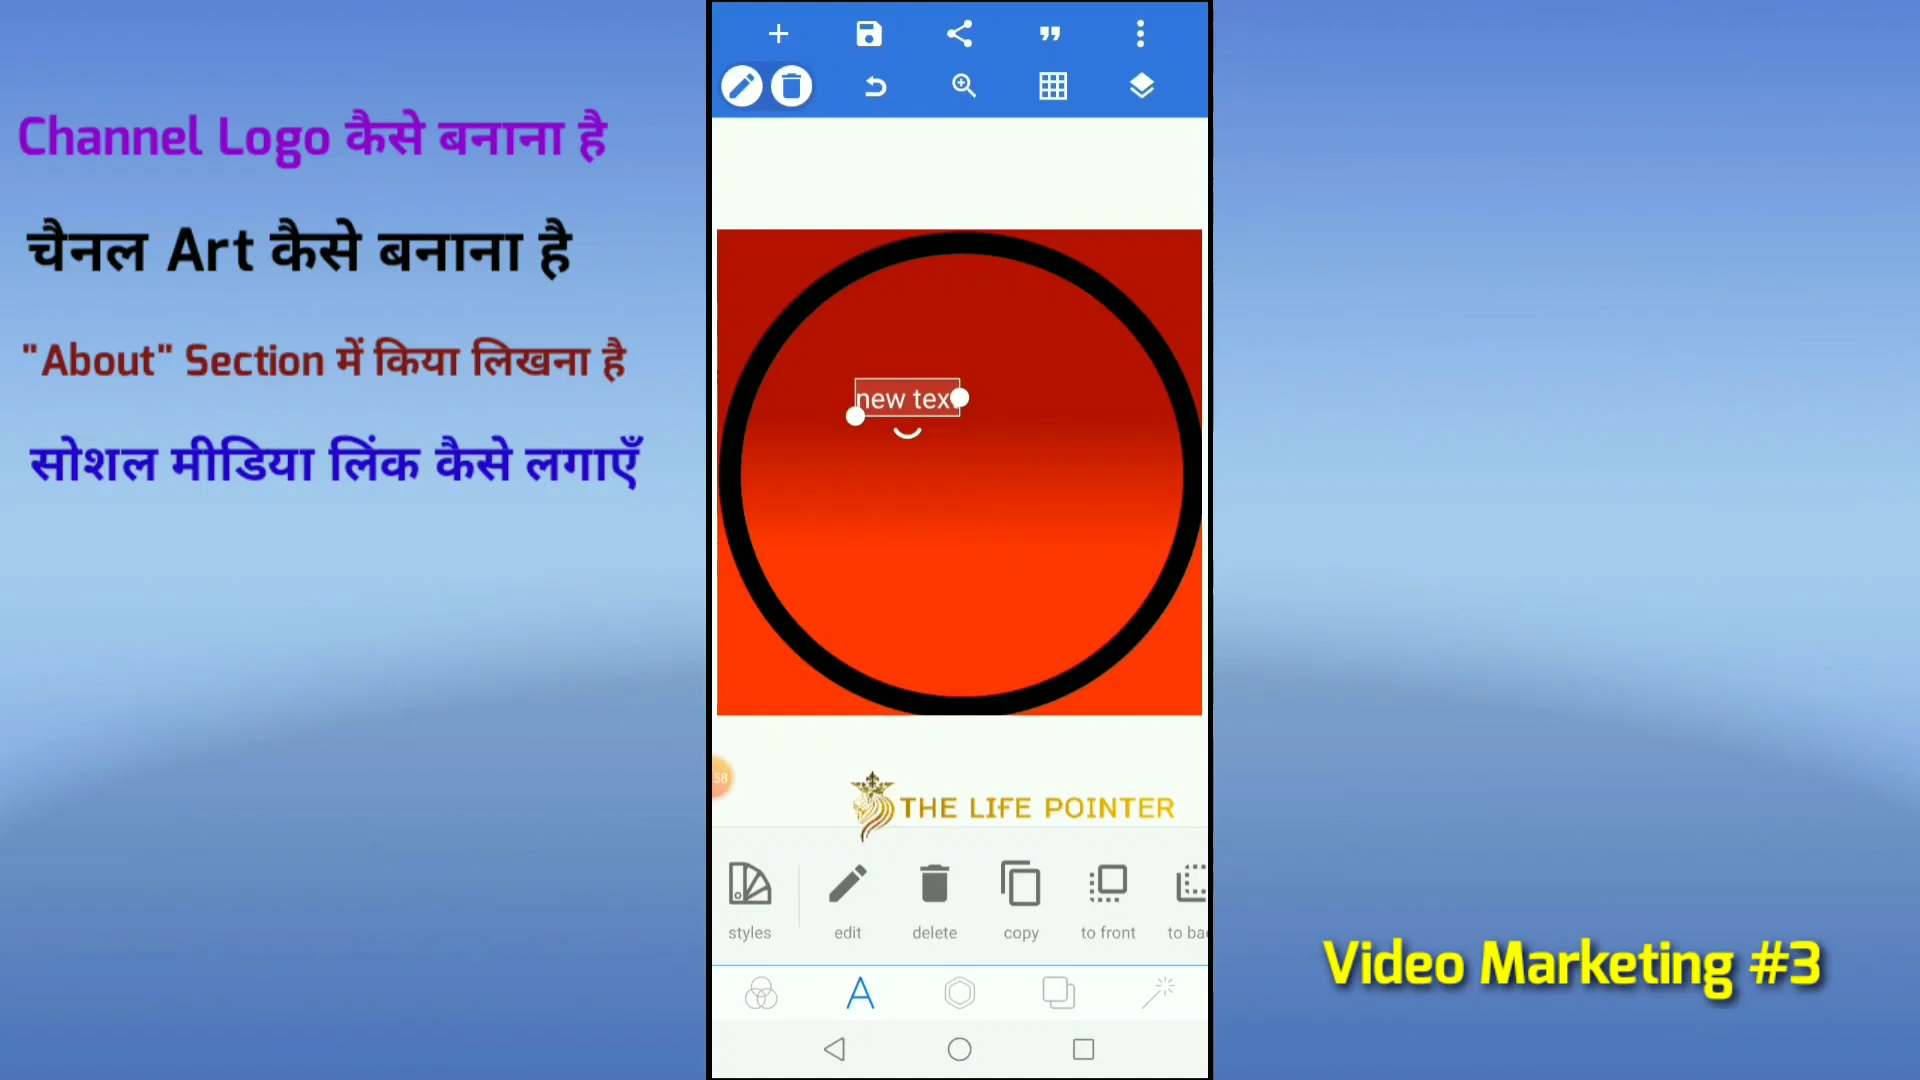 Channel Logo कैसे बनाना है
चैनल Art कैसे बनाना है
"About" Section में किया लिखना है
सोशल मीडिया लिंक कैसे लगाएँ
new tex
58
THE LIFE POINTER
styles
edit
delete
copy
to front
to ba
Video Marketing #3